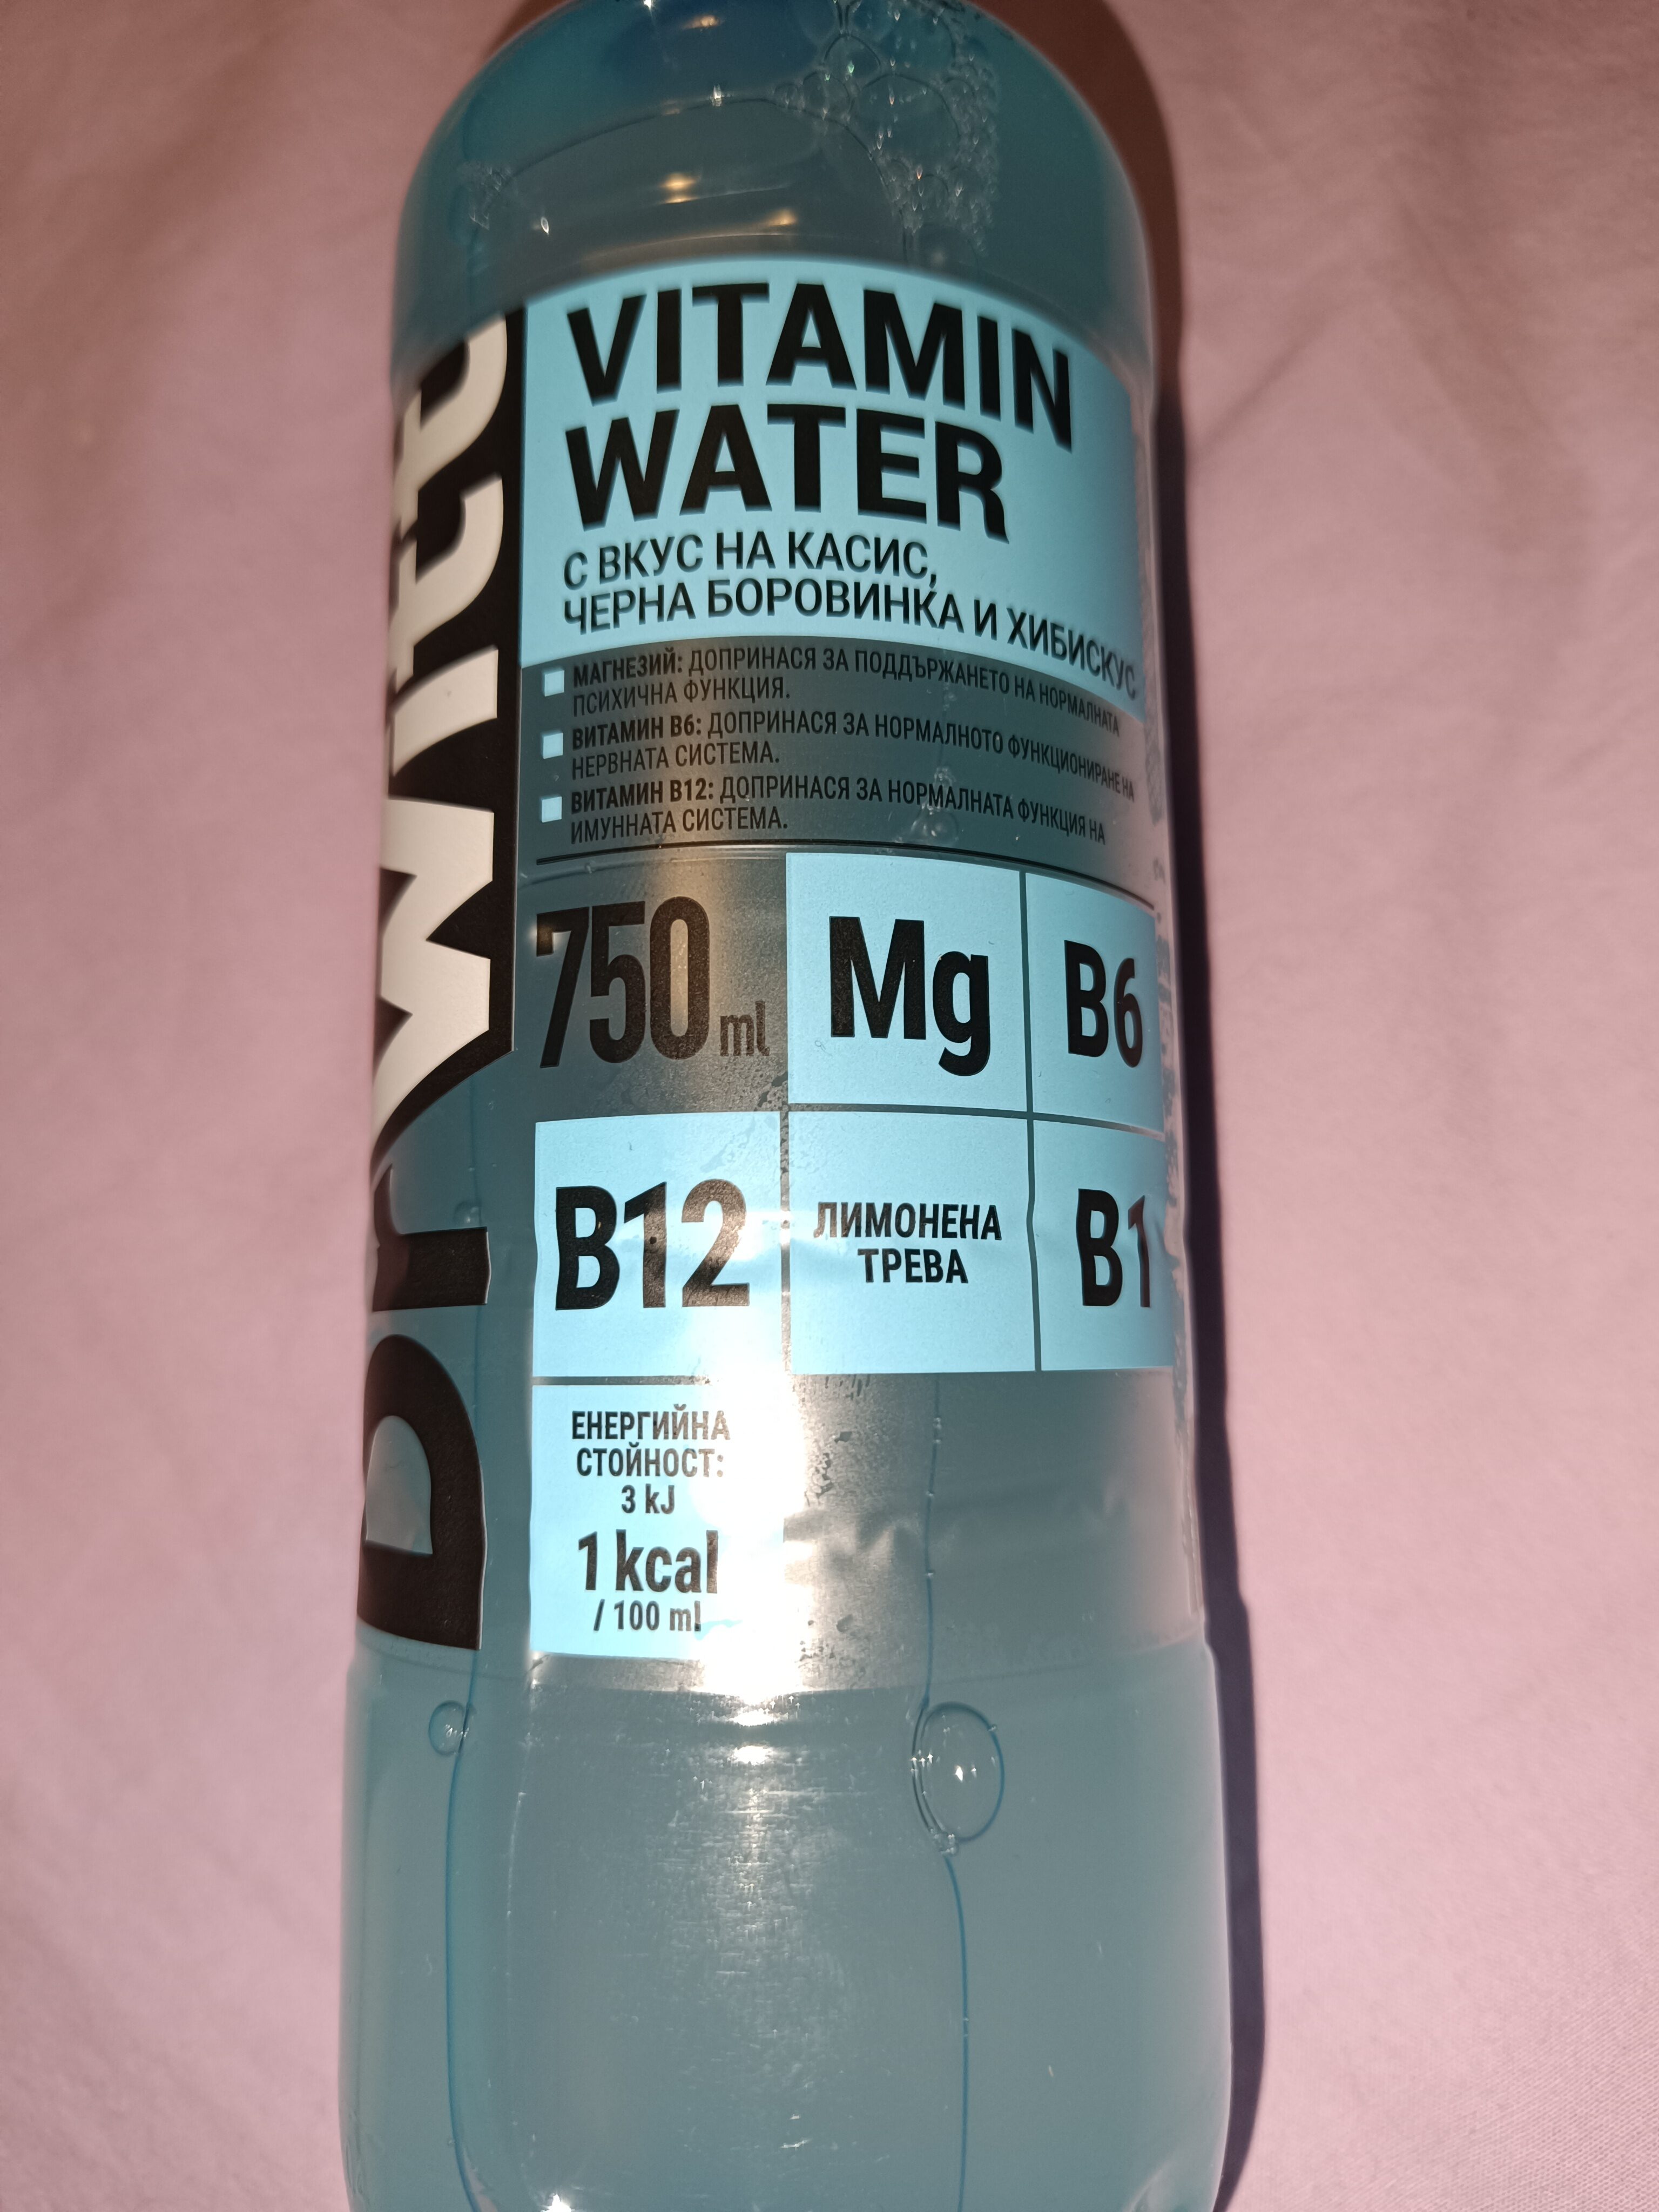 DrWitt
VITAMIN
WATER
С ВКУС НА КАСИС,
ЧЕРНА БОРОВИНКА И ХИБИСКУС
МАГНЕЗИЙ: ДОПРИНАСЯ ЗА ПОДДЪРЖАНЕТО НА НОРМАЛНАТА
ПСИХИЧНА ФУНКЦИЯ.
ВИТАМИН B6: ДОПРИНАСЯ ЗА НОРМАЛНОТО ФУНКЦИОНИРАНЕ НА
НЕРВНАТА СИСТЕМА.
ВИТАМИН B12: ДОПРИНАСЯ ЗА НОРМАЛНАТА ФУНКЦИЯ НА
ИМУННАТА СИСТЕМА.
750 ml
Mg
B6
B12
ЛИМОНЕНА
ТРЕВА
B1
ЕНЕРГИЙНА
СТОЙНОСТ:
3 kJ
1 kcal
/ 100 ml